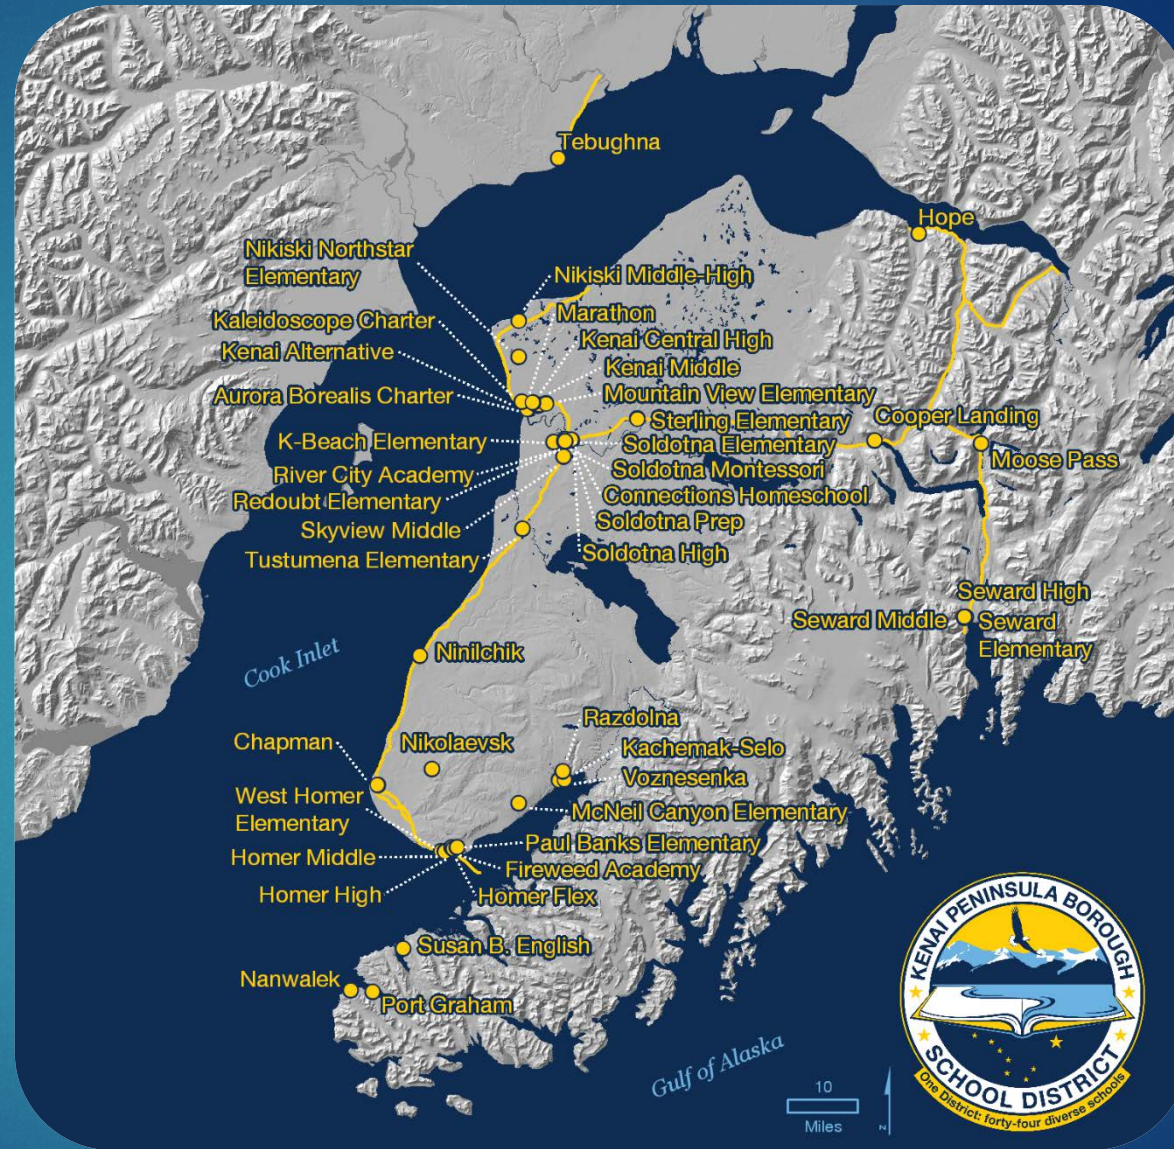 Tebughna
Hope
Nikiski Northstar
Elementary
Nikiski Middle-High
Kaleidoscope Charter
Marathon
Kenai Alternative
Kenai Central High
Kenai Middle
Aurora Borealis Charter
Mountain View Elementary
Sterling Elementary
Cooper Landing
K-Beach Elementary
Soldotna Elementary
Moose Pass
River City Academy
Soldotna Montessori
Redoubt Elementary
Connections Homeschool
Skyview Middle
Soldotna Prep
Tustumena Elementary
Soldotna High
Seward High
Seward Middle
Seward
Elementary
Cook Inlet
Ninilchik
Razdolna
Chapman
Nikolaevsk
Kachemak-Selo
Voznesenka
West Homer
Elementary
McNeil Canyon Elementary
Paul Banks Elementary
Homer Middle
Fireweed Academy
Homer High
Homer Flex
Susan B. English
Nanwalek
Port Graham
Gulf of Alaska
10
Miles
N
KENAI PENINSULA BOROUGH
SCHOOL DISTRICT
One District: forty-four diverse schools